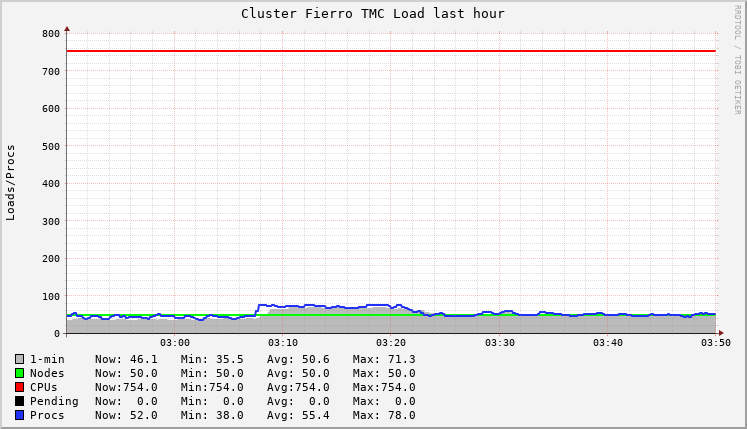 Cluster Fierro TMC Load last hour
RRDTOOL / TOBI OETIKER
Loads/Procs
800
700
600
500
400
300
200
100
0
03:00 03:10 03:20 03:30 03:40 03:50
1-min Now: 46.1 Min: 35.5 Avg: 50.6 Max: 71.3
Nodes Now: 50.0 Min: 50.0 Avg: 50.0 Max: 50.0
CPUs Now:754.0 Min:754.0 Avg:754.0 Max:754.0
Pending Now: 0.0 Min: 0.0 Avg: 0.0 Max: 0.0
Procs Now: 52.0 Min: 38.0 Avg: 55.4 Max: 78.0